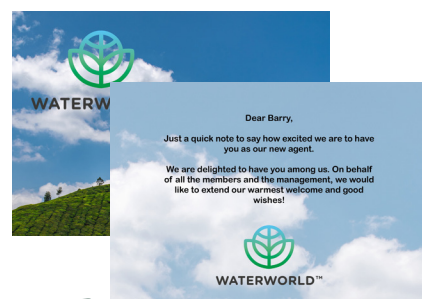 WATERW
Dear Barry,
Just a quick note to say how excited we are to have
you as our new agent.
We are delighted to have you among us. On behalf
of all the members and the management, we would
like to extend our warmest welcome and good
wishes!
WATERWORLD™